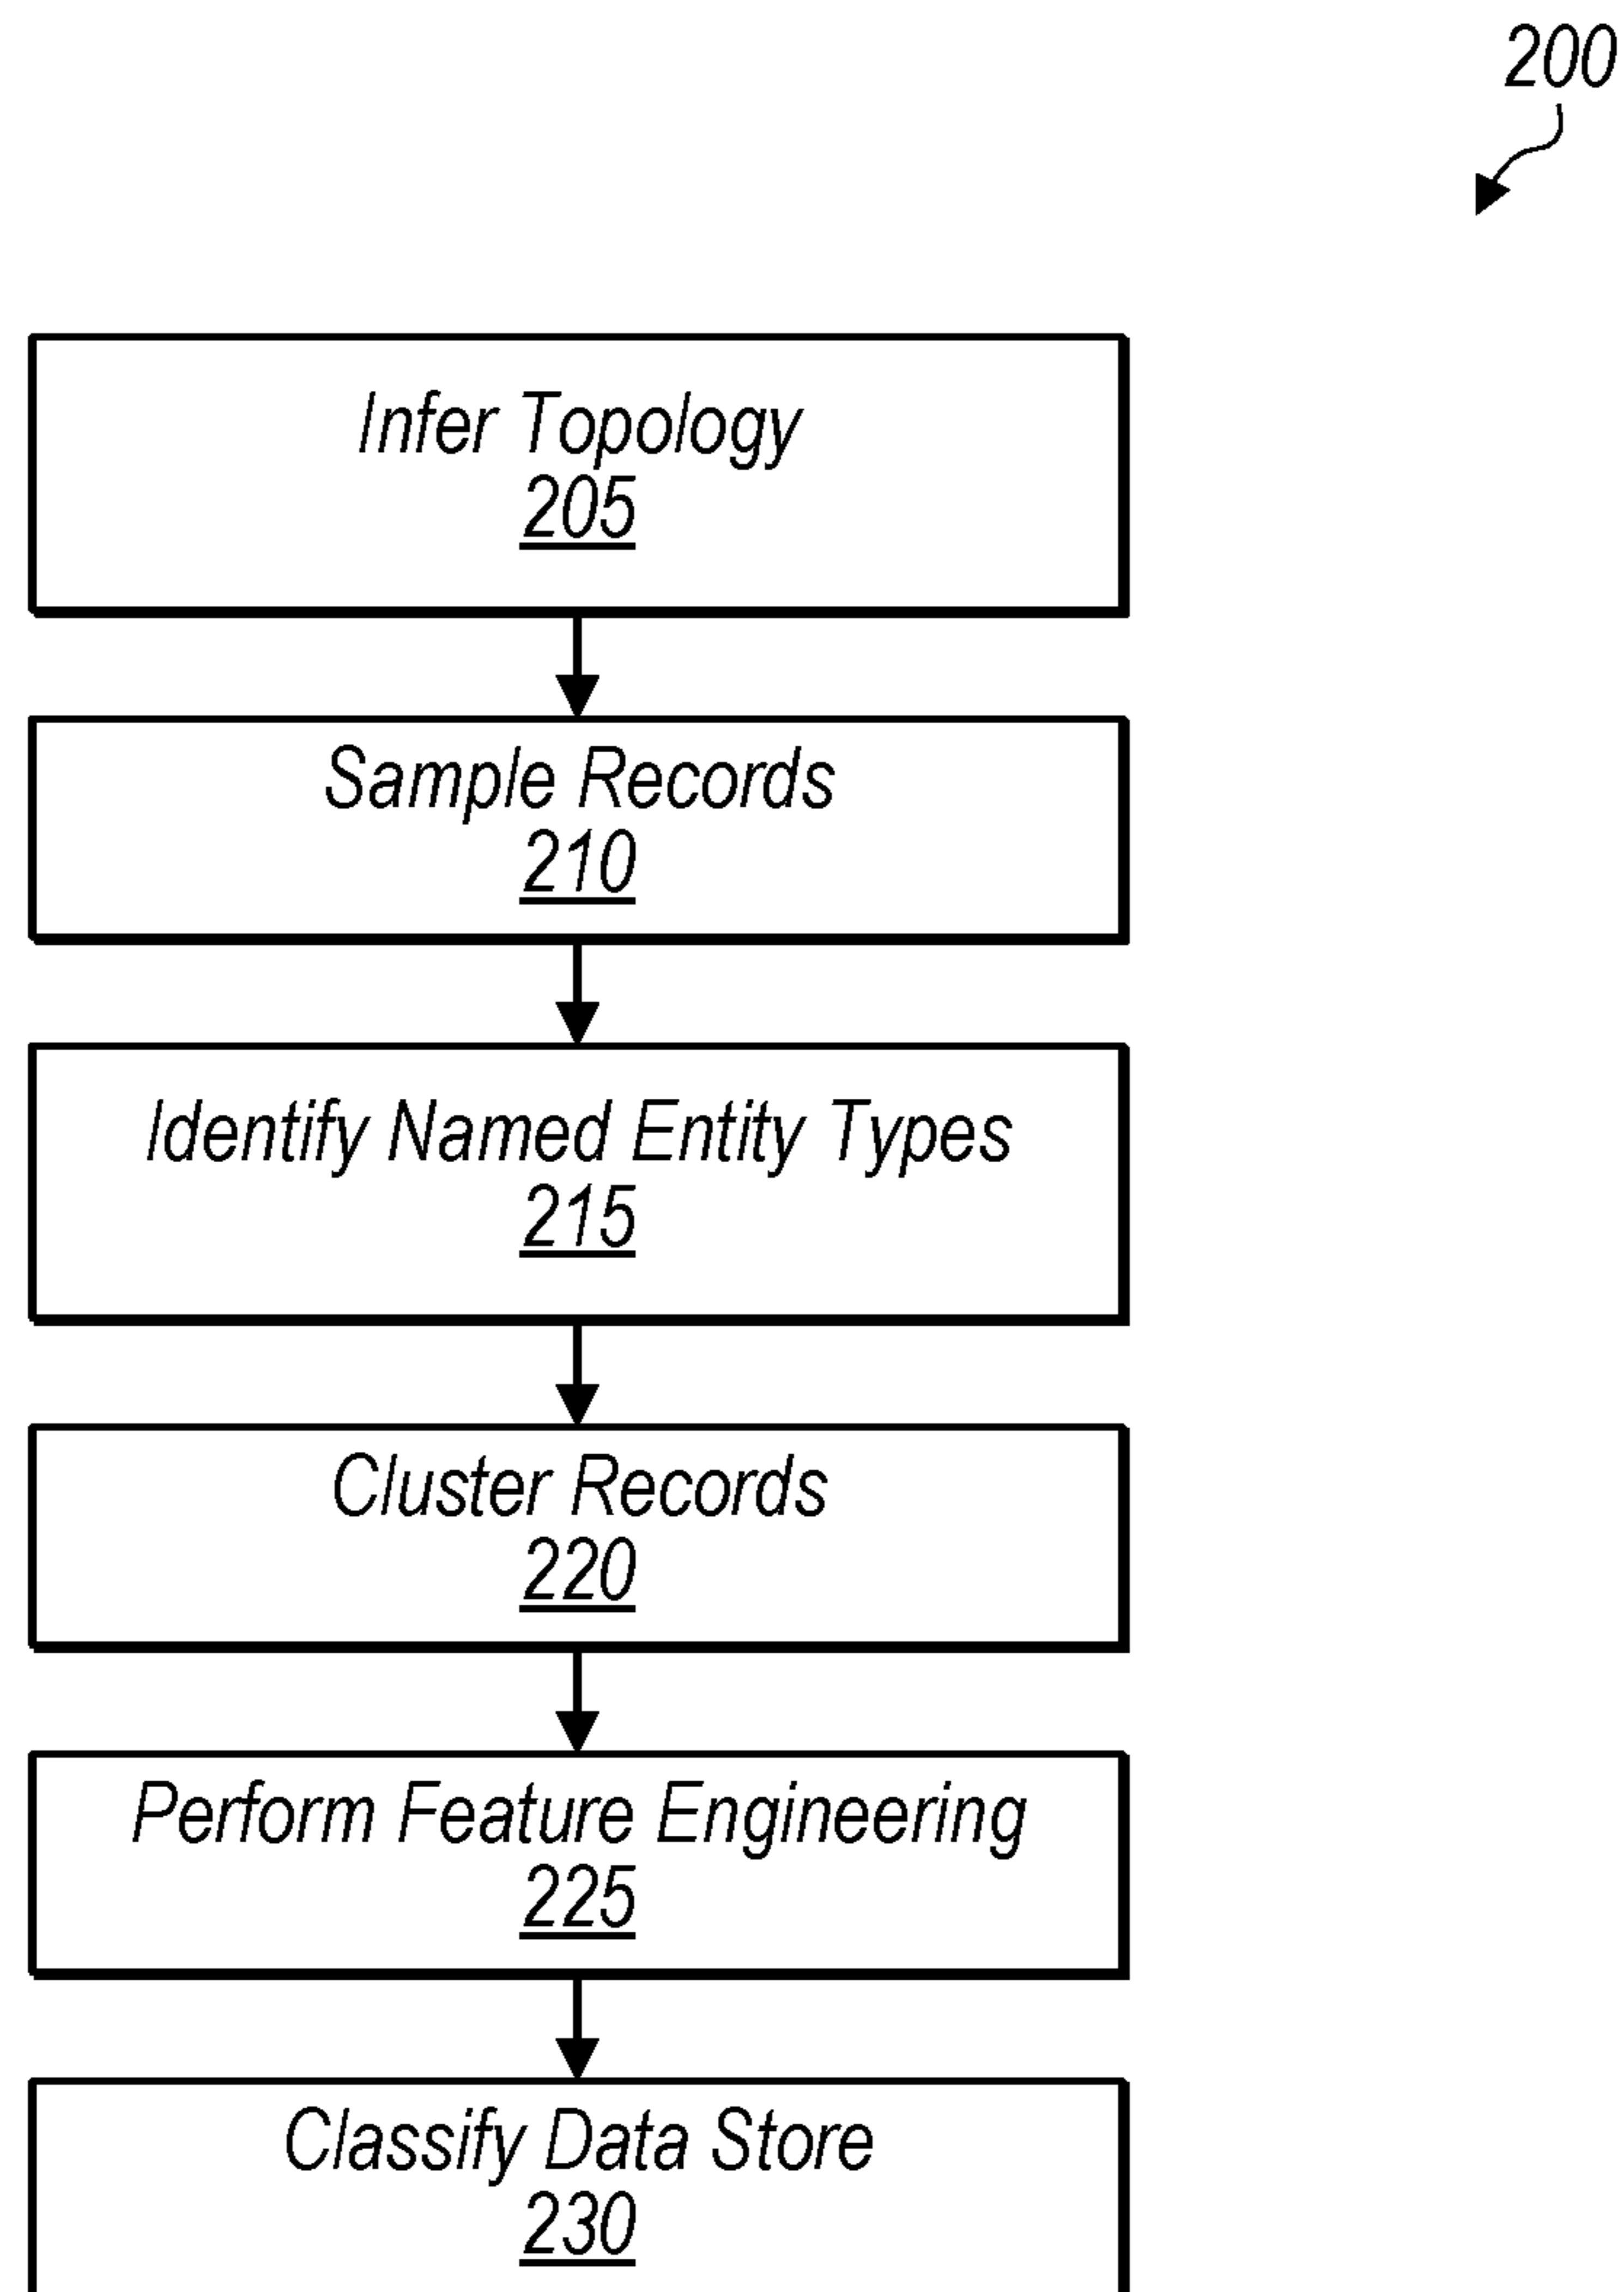 200
Infer Topology
205
Sample Records
210
Identify Named Entity Types
215
Cluster Records
220
Perform Feature Engineering
225
Classify Data Store
230